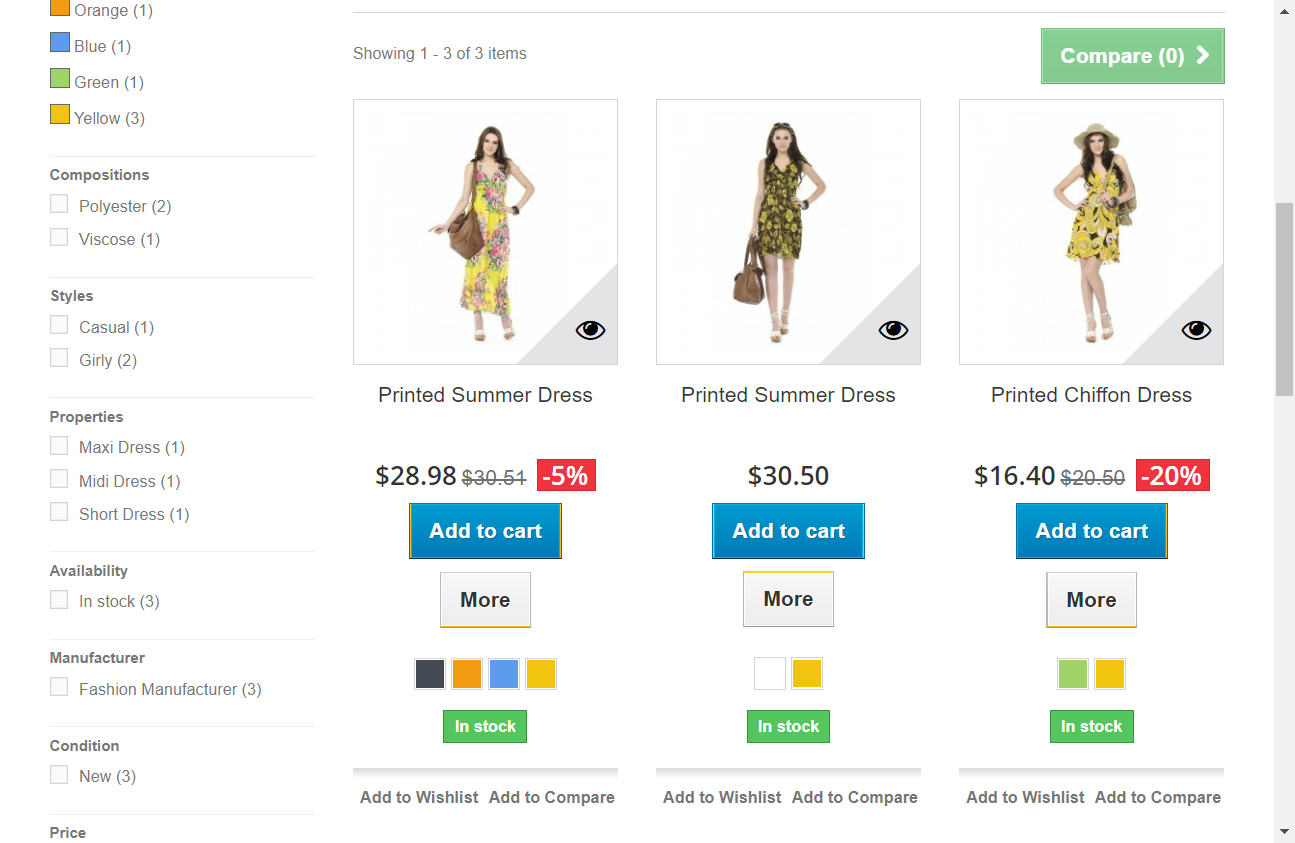 Orange (1)
Blue (1)
Green (1)
Yellow (3)
Compositions
Polyester (2)
Viscose (1)
Styles
Casual (1)
Girly (2)
Properties
Maxi Dress (1)
Midi Dress (1)
Short Dress (1)
Availability
In stock (3)
Manufacturer
Fashion Manufacturer (3)
Condition
New (3)
Price
Showing 1 - 3 of 3 items
Compare (0)
Printed Summer Dress
$28.98 $30.51 -5%
Add to cart
More
In stock
Add to Wishlist Add to Compare
Printed Summer Dress
$30.50
Add to cart
More
In stock
Add to Wishlist Add to Compare
Printed Chiffon Dress
$16.40 $20.50 -20%
Add to cart
More
In stock
Add to Wishlist Add to Compare